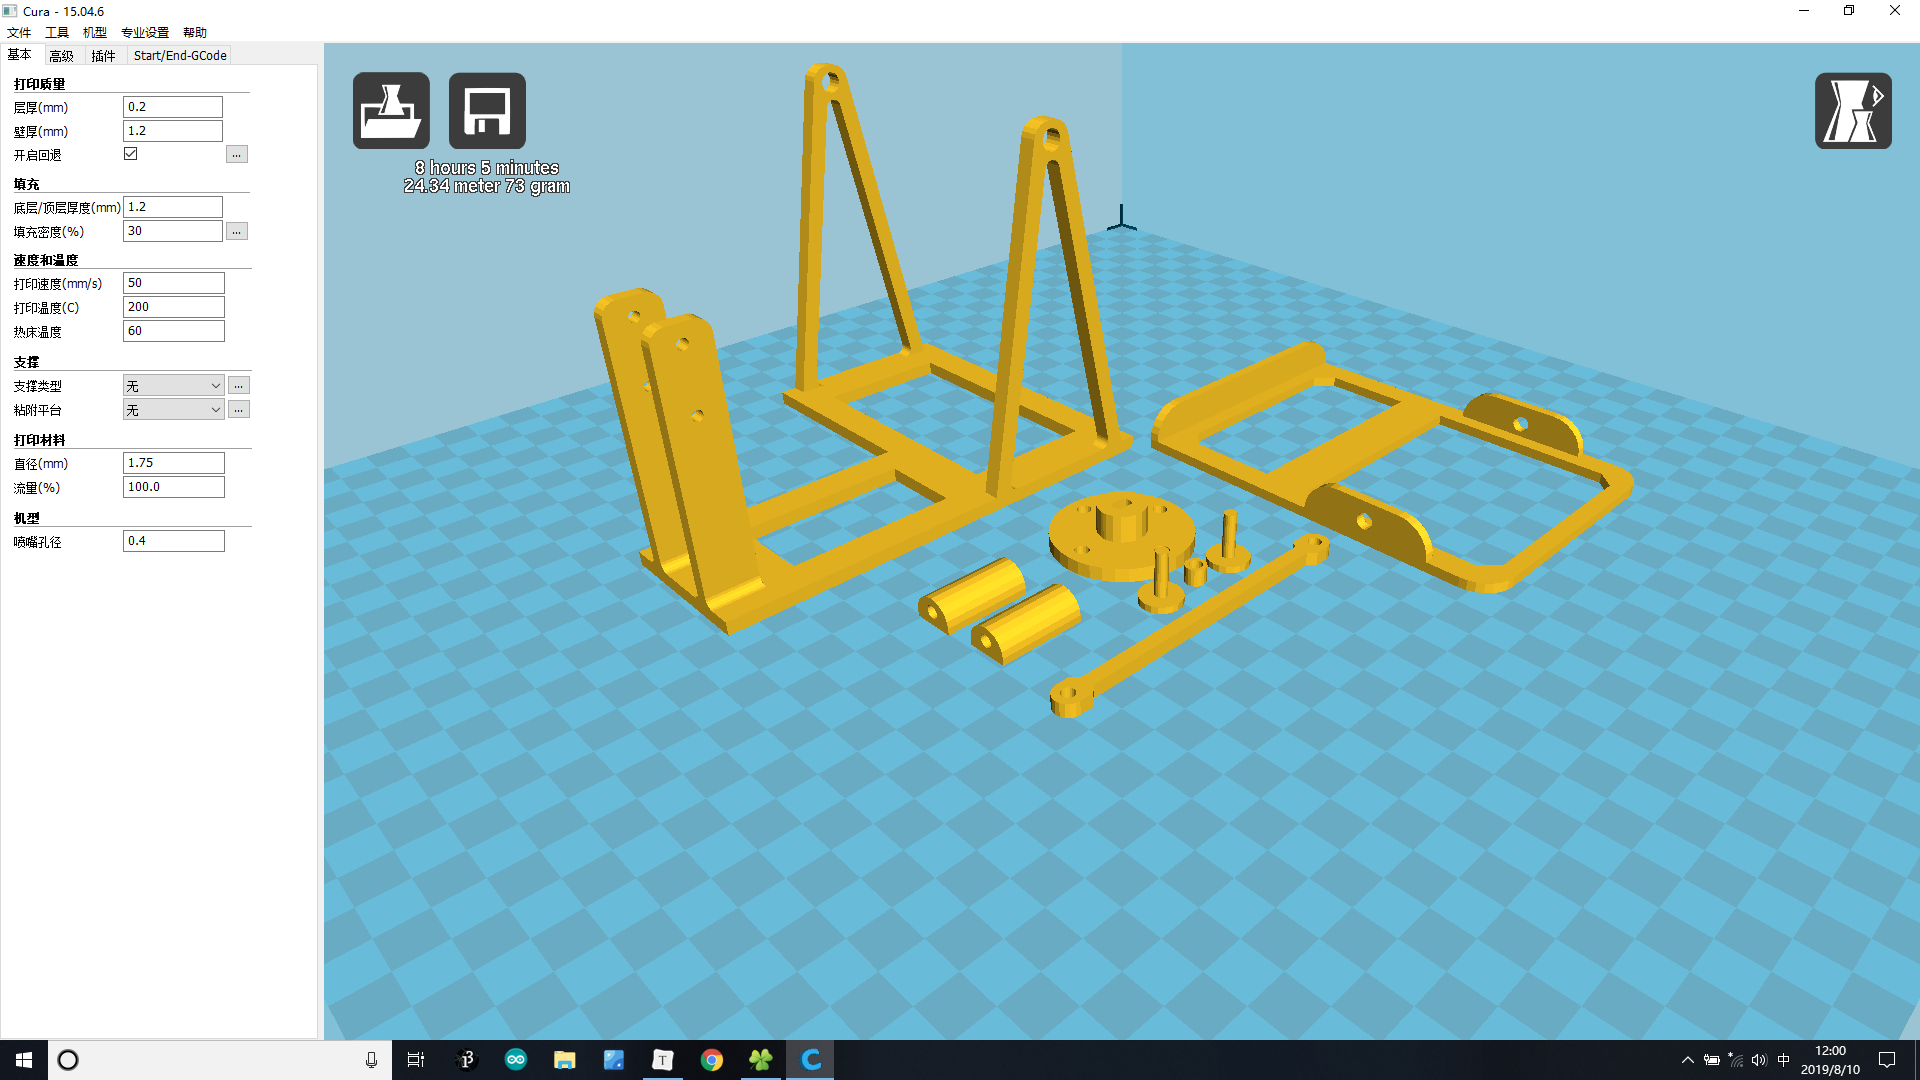 Cura - 15.04.6
文件 工具 机型 专业设置 帮助
基本 高级 插件 Start/End-GCode
打印质量
层厚(mm) 0.2
壁厚(mm) 1.2
开启回退 ...
填充
底层/顶层厚度(mm) 1.2
填充密度(%) 30 ...
速度和温度
打印速度(mm/s) 50
打印温度(C) 200
热床温度 60
支撑
支撑类型 无 ...
粘附平台 无 ...
打印材料
直径(mm) 1.75
流量(%) 100.0
机型
喷嘴孔径 0.4
8 hours 5 minutes
24.34 meter 73 gram
T
C
中
12:00
2019/8/10